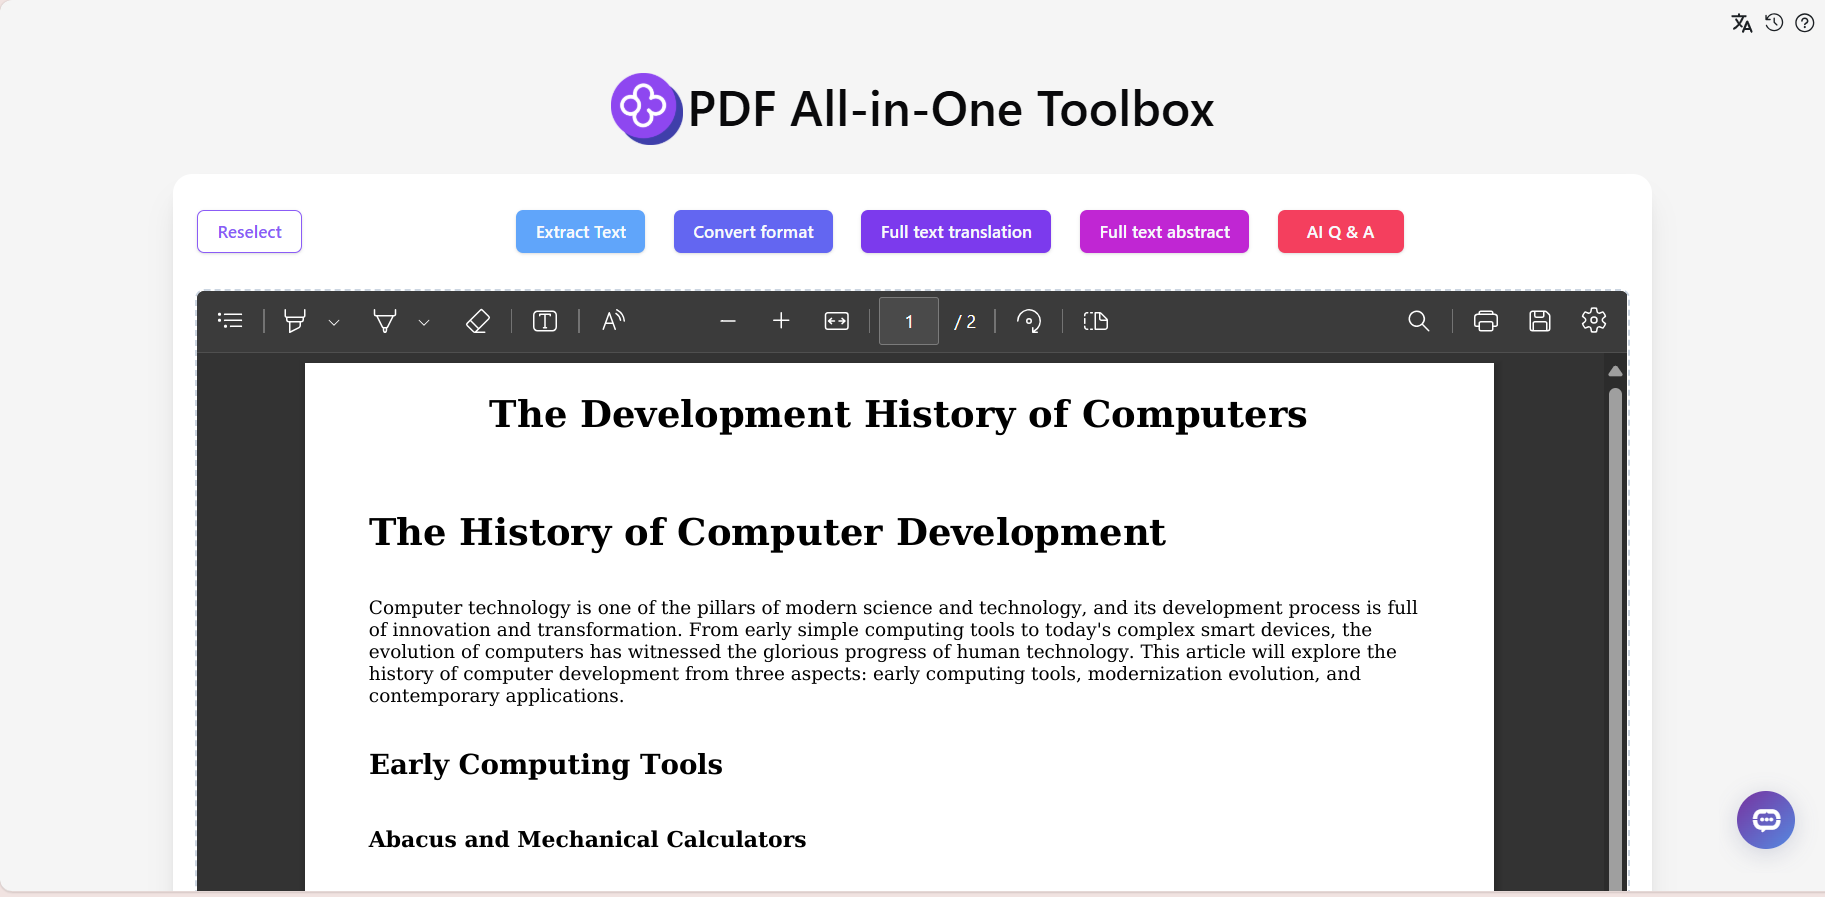 PDF All-in-One Toolbox
Reselect
Extract Text
Convert format
Full text translation
Full text abstract
AI Q & A
1 / 2
The Development History of Computers
The History of Computer Development
Computer technology is one of the pillars of modern science and technology, and its development process is full
of innovation and transformation. From early simple computing tools to today's complex smart devices, the
evolution of computers has witnessed the glorious progress of human technology. This article will explore the
history of computer development from three aspects: early computing tools, modernization evolution, and
contemporary applications.
Early Computing Tools
Abacus and Mechanical Calculators